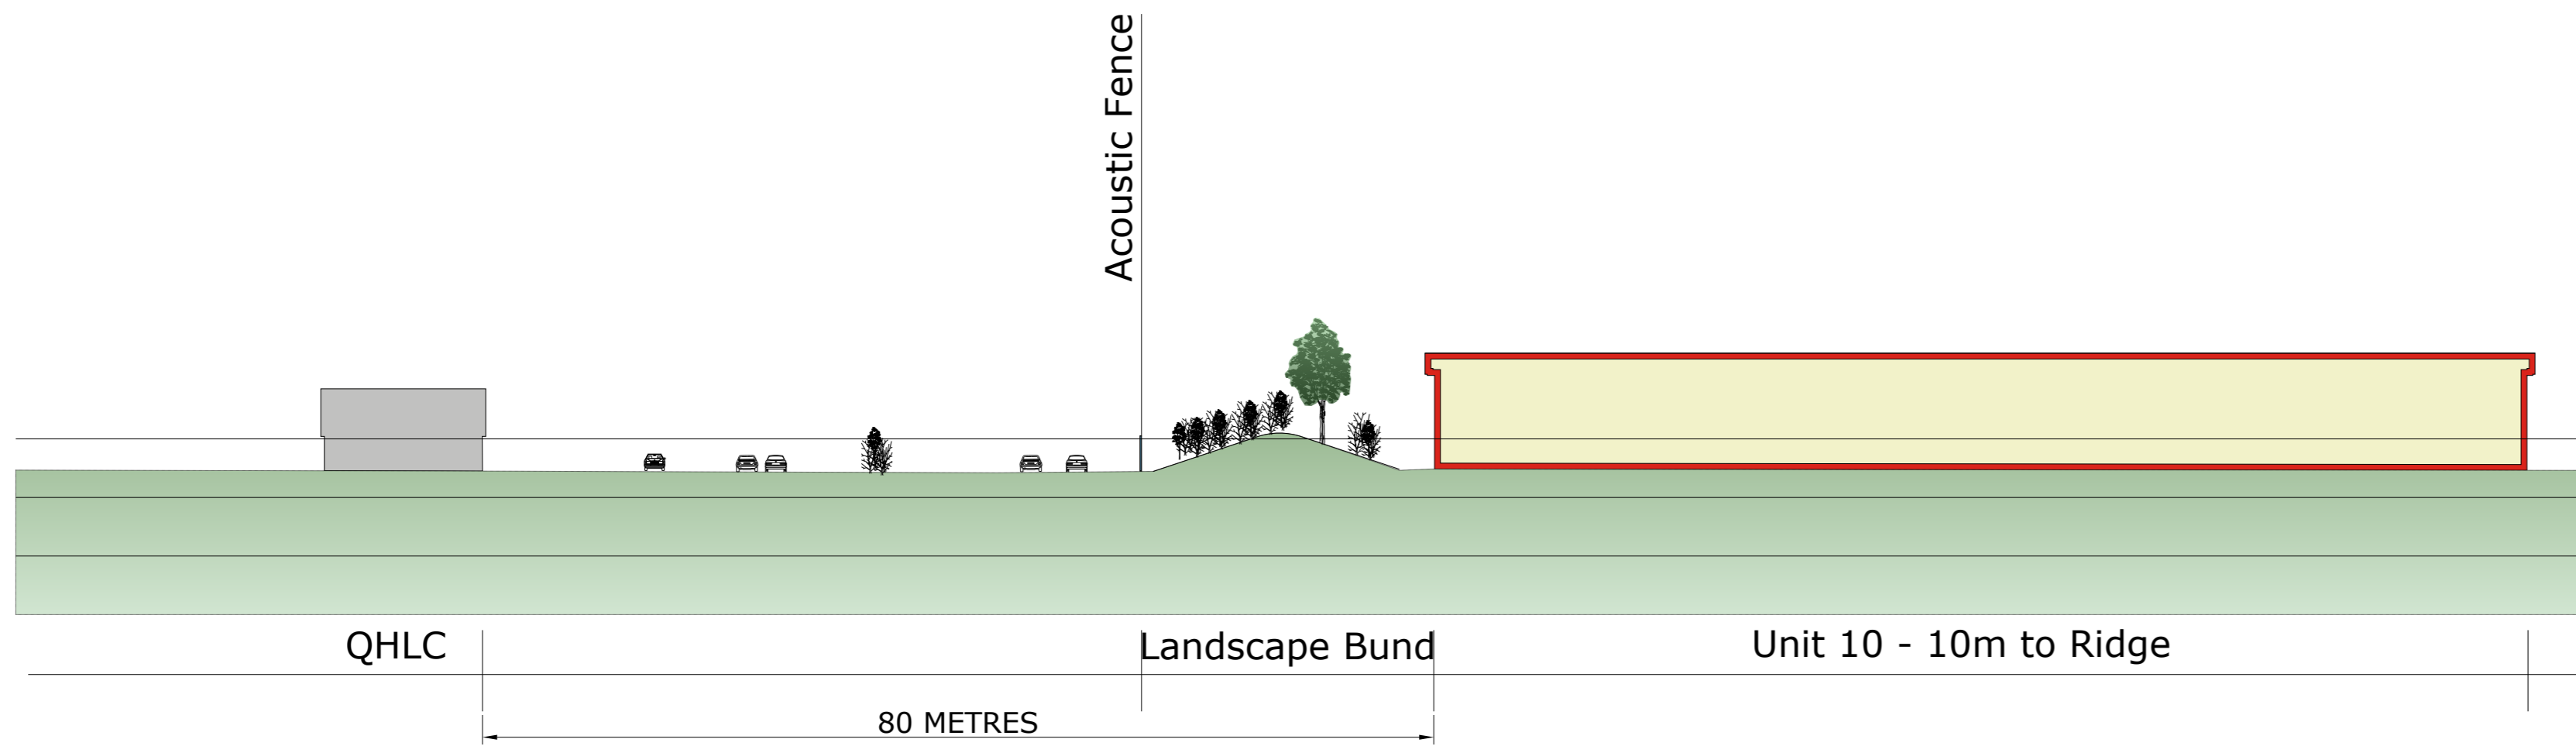 Acoustic Fence
QHLC
Landscape Bund
Unit 10 - 10m to Ridge
80 METRES